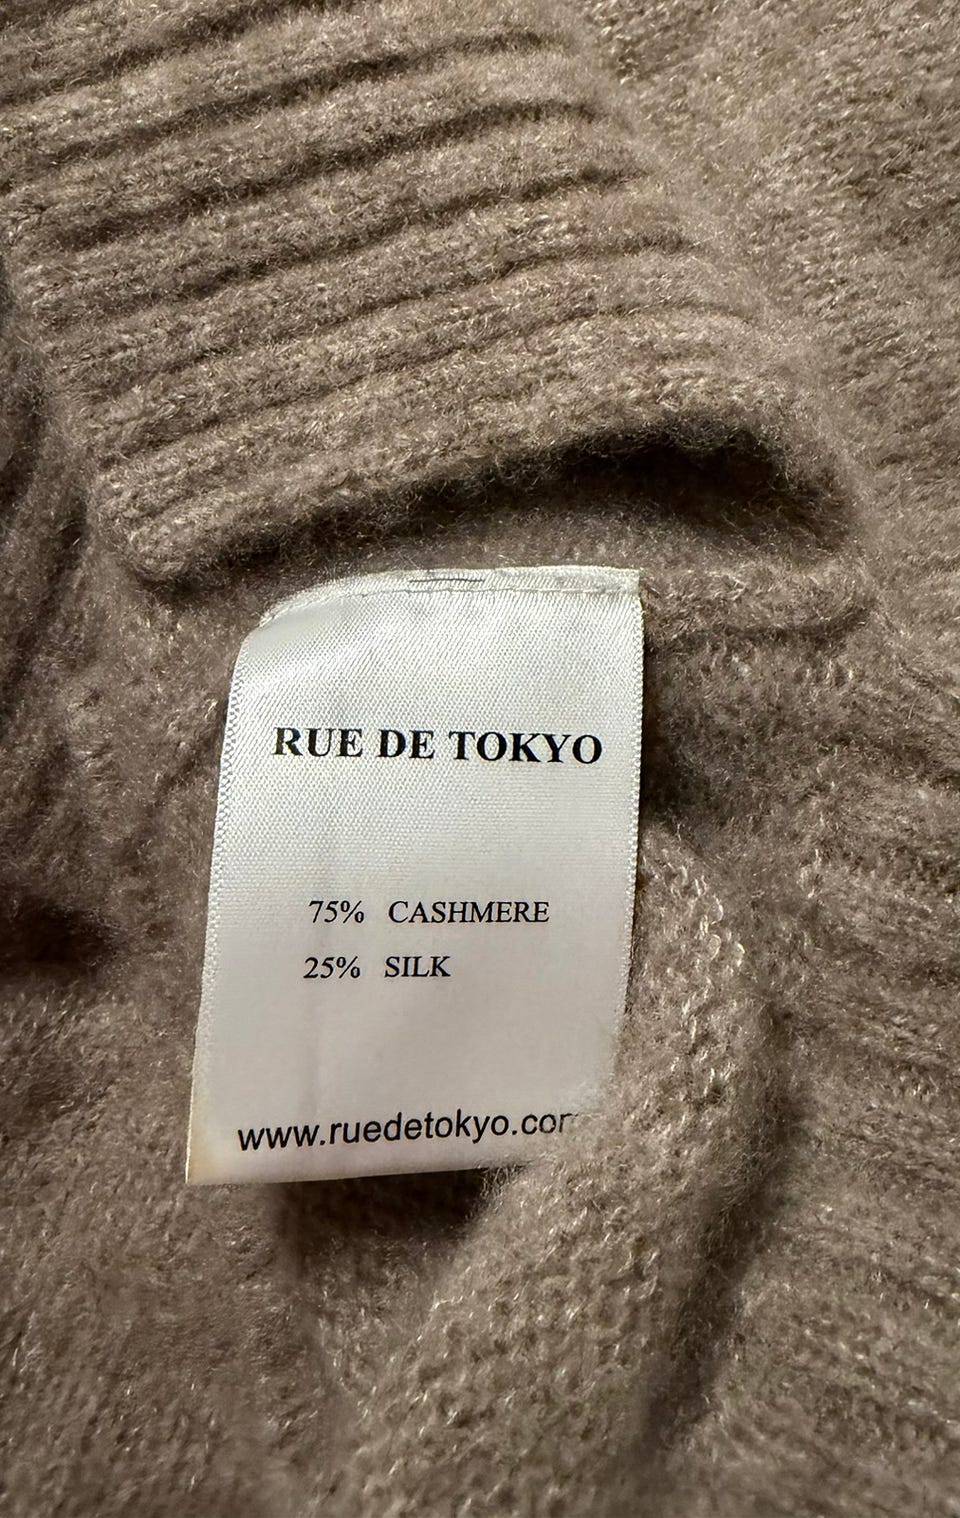 RUE DE TOKYO
75% CASHMERE
25% SILK
www.ruedetokyo.com